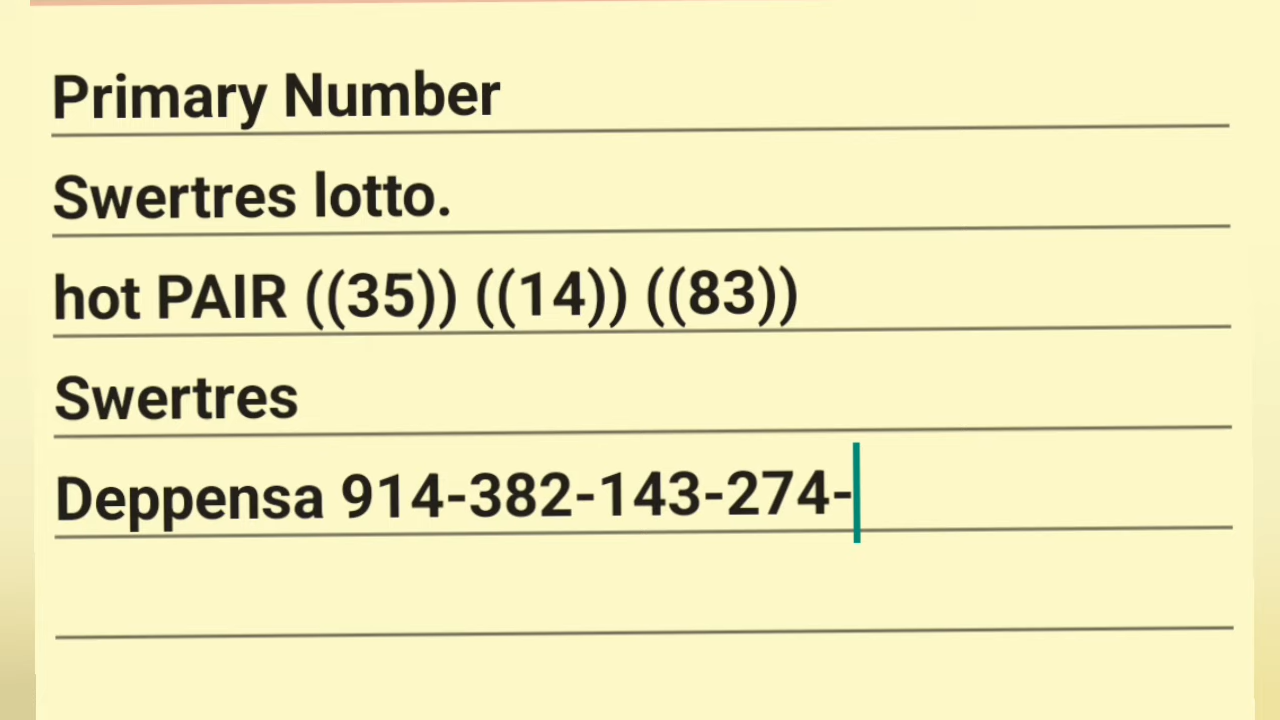 Primary Number
Swertres lotto.
hot PAIR ((35)) ((14)) ((83))
Swertres
Deppensa 914-382-143-274-